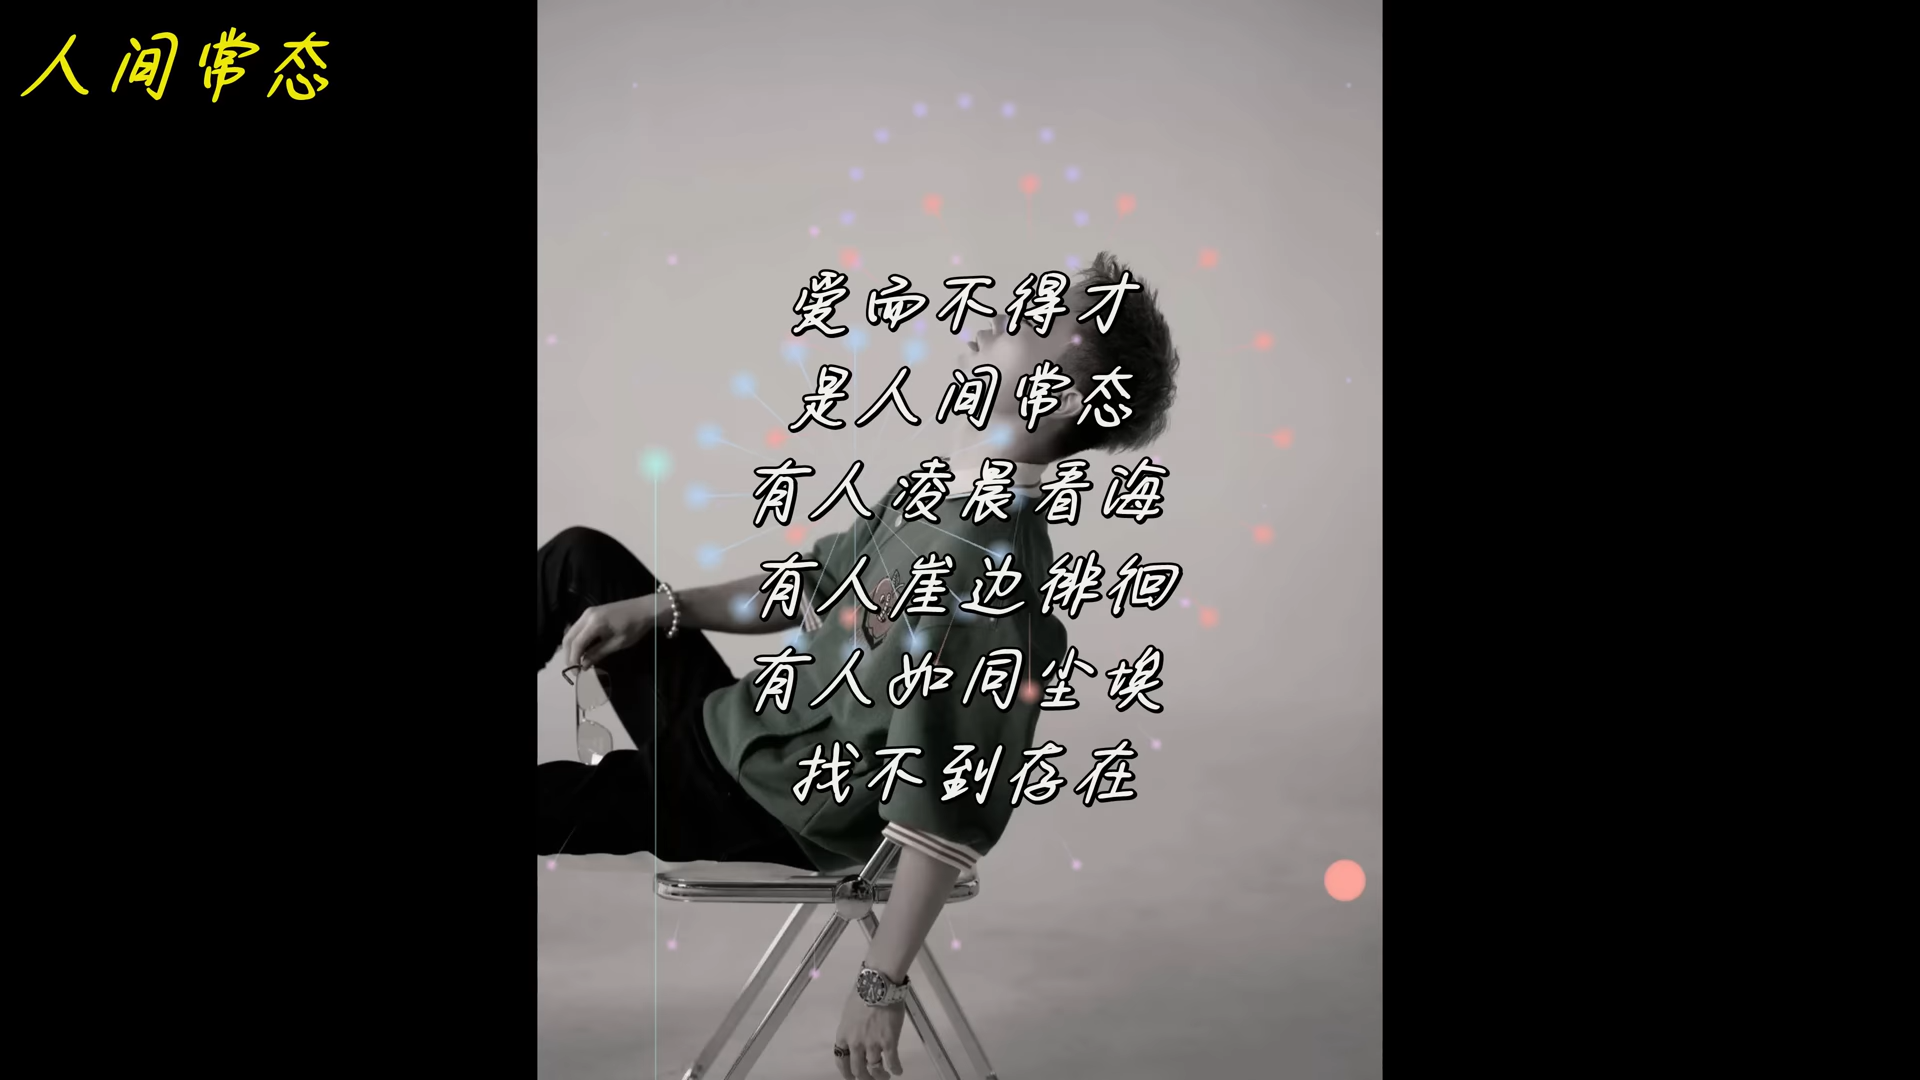 人间常态
爱而不得才
是人间常态
有人凌晨看海
有人崖边徘徊
有人如同尘埃
找不到存在